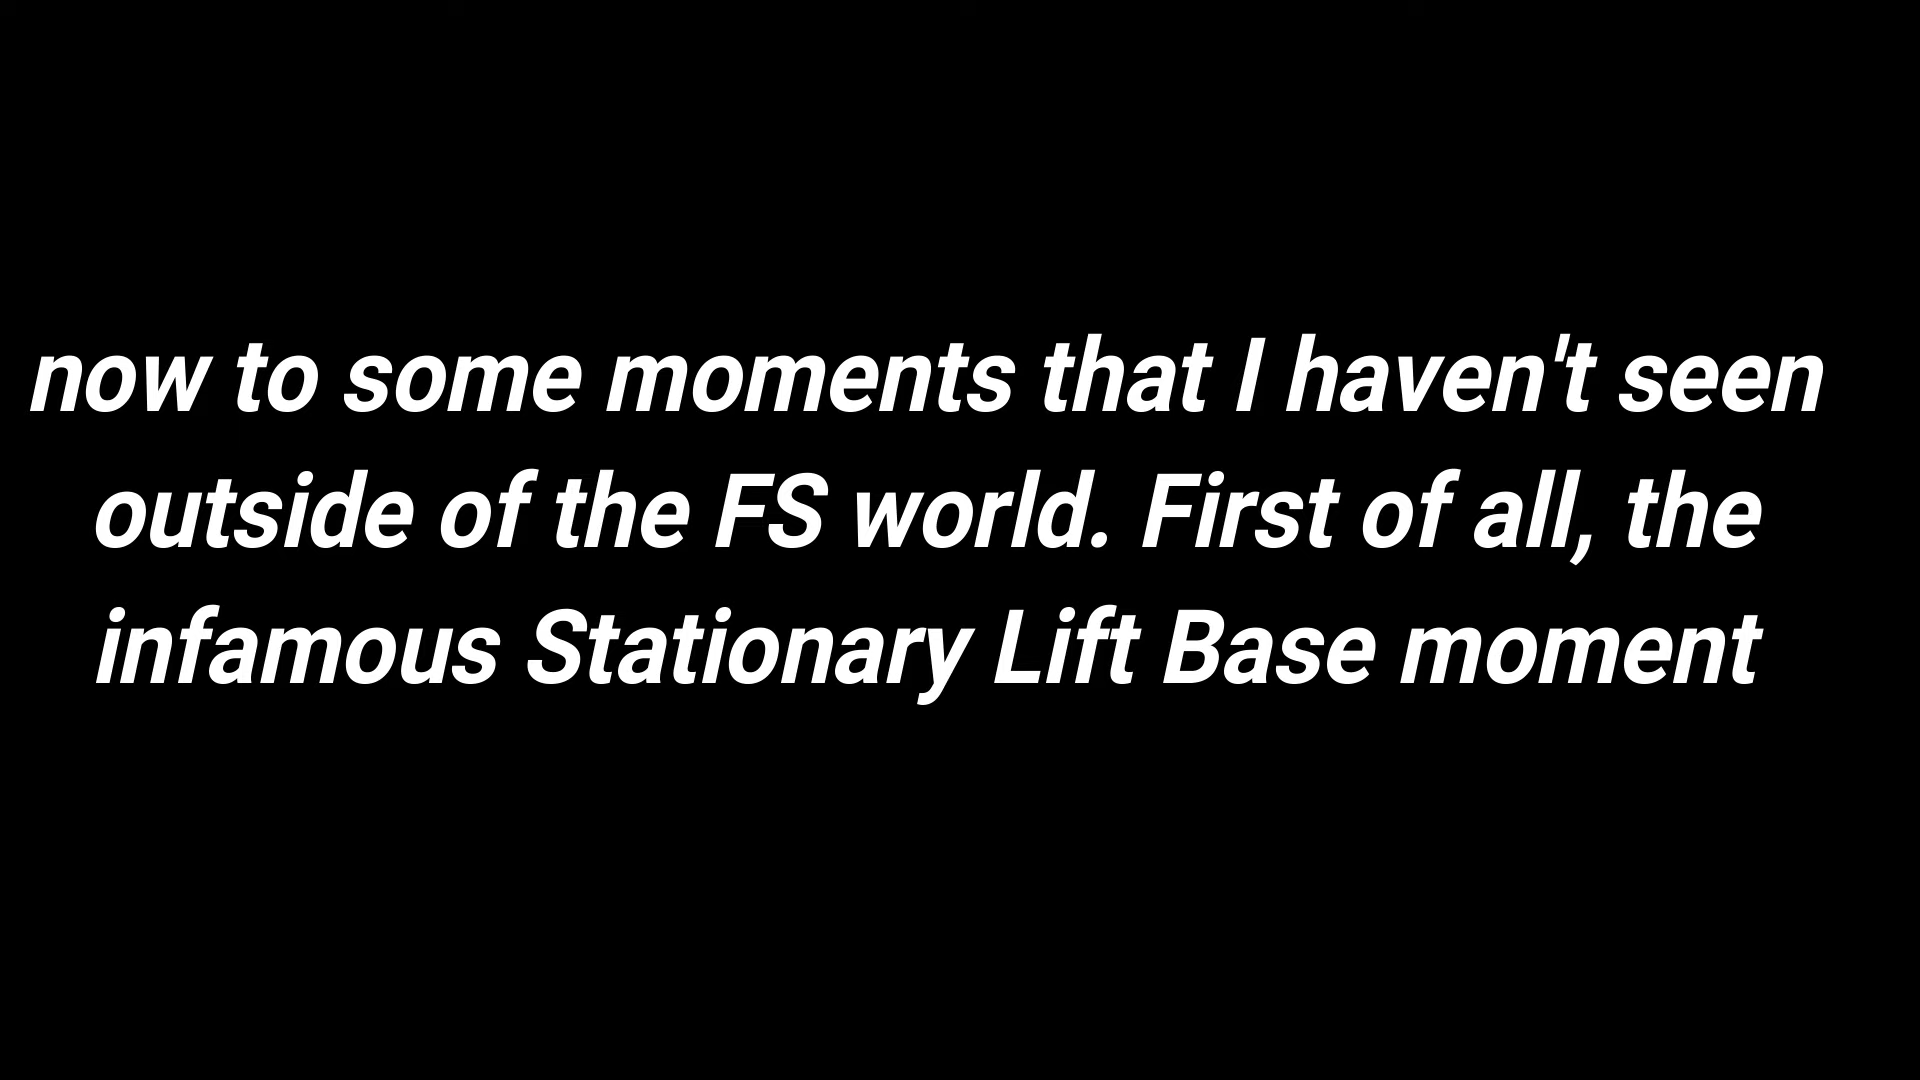 now to some moments that I haven't seen
outside of the FS world. First of all, the
infamous Stationary Lift Base moment